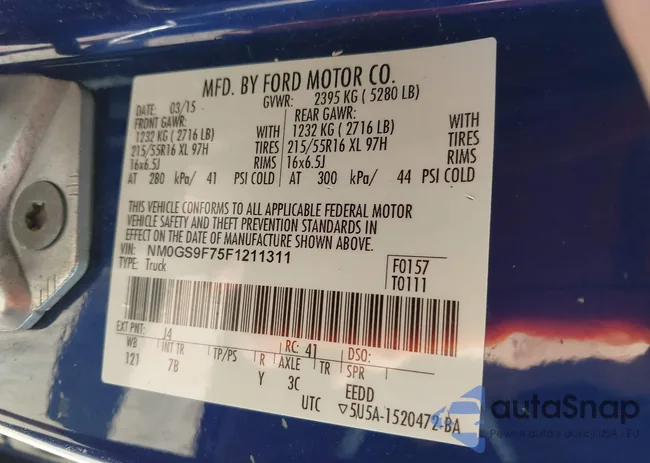 MFD. BY FORD MOTOR CO.
DATE: 03/15 GVWR: 2395 KG ( 5280 LB)
FRONT GAWR: REAR GAWR:
1232 KG ( 2716 LB) WITH 1232 KG ( 2716 LB) WITH
215/55R16 XL 97H TIRES 215/55R16 XL 97H TIRES
16x6.5J RIMS 16x6.5J RIMS
AT 280 kPa/ 41 PSI COLD AT 300 kPa/ 44 PSI COLD
THIS VEHICLE CONFORMS TO ALL APPLICABLE FEDERAL MOTOR
VEHICLE SAFETY AND THEFT PREVENTION STANDARDS IN
EFFECT ON THE DATE OF MANUFACTURE SHOWN ABOVE.
VIN: NM0GS9F75F1211311
TYPE: Truck
F0157
T0111
EXT PNT: J4 RC: 41 DSO:
WB INT TR TP/PS R AXLE TR SPR
121 7B Y 3C EEDD
UTC ▽5U5A-1520472-BA
autoSnap